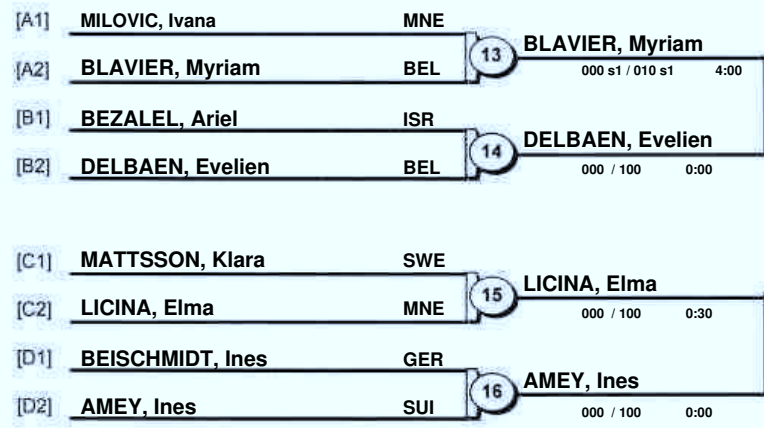 [A1] MILOVIC, Ivana MNE
13 BLAVIER, Myriam
[A2] BLAVIER, Myriam BEL
000 s1 / 010 s1 4:00
[B1] BEZALEL, Ariel ISR
14 DELBAEN, Evelien
[B2] DELBAEN, Evelien BEL
000 / 100 0:00
[C1] MATTSSON, Klara SWE
15 LICINA, Elma
[C2] LICINA, Elma MNE
000 / 100 0:30
[D1] BEISCHMIDT, Ines GER
16 AMEY, Ines
[D2] AMEY, Ines SUI
000 / 100 0:00